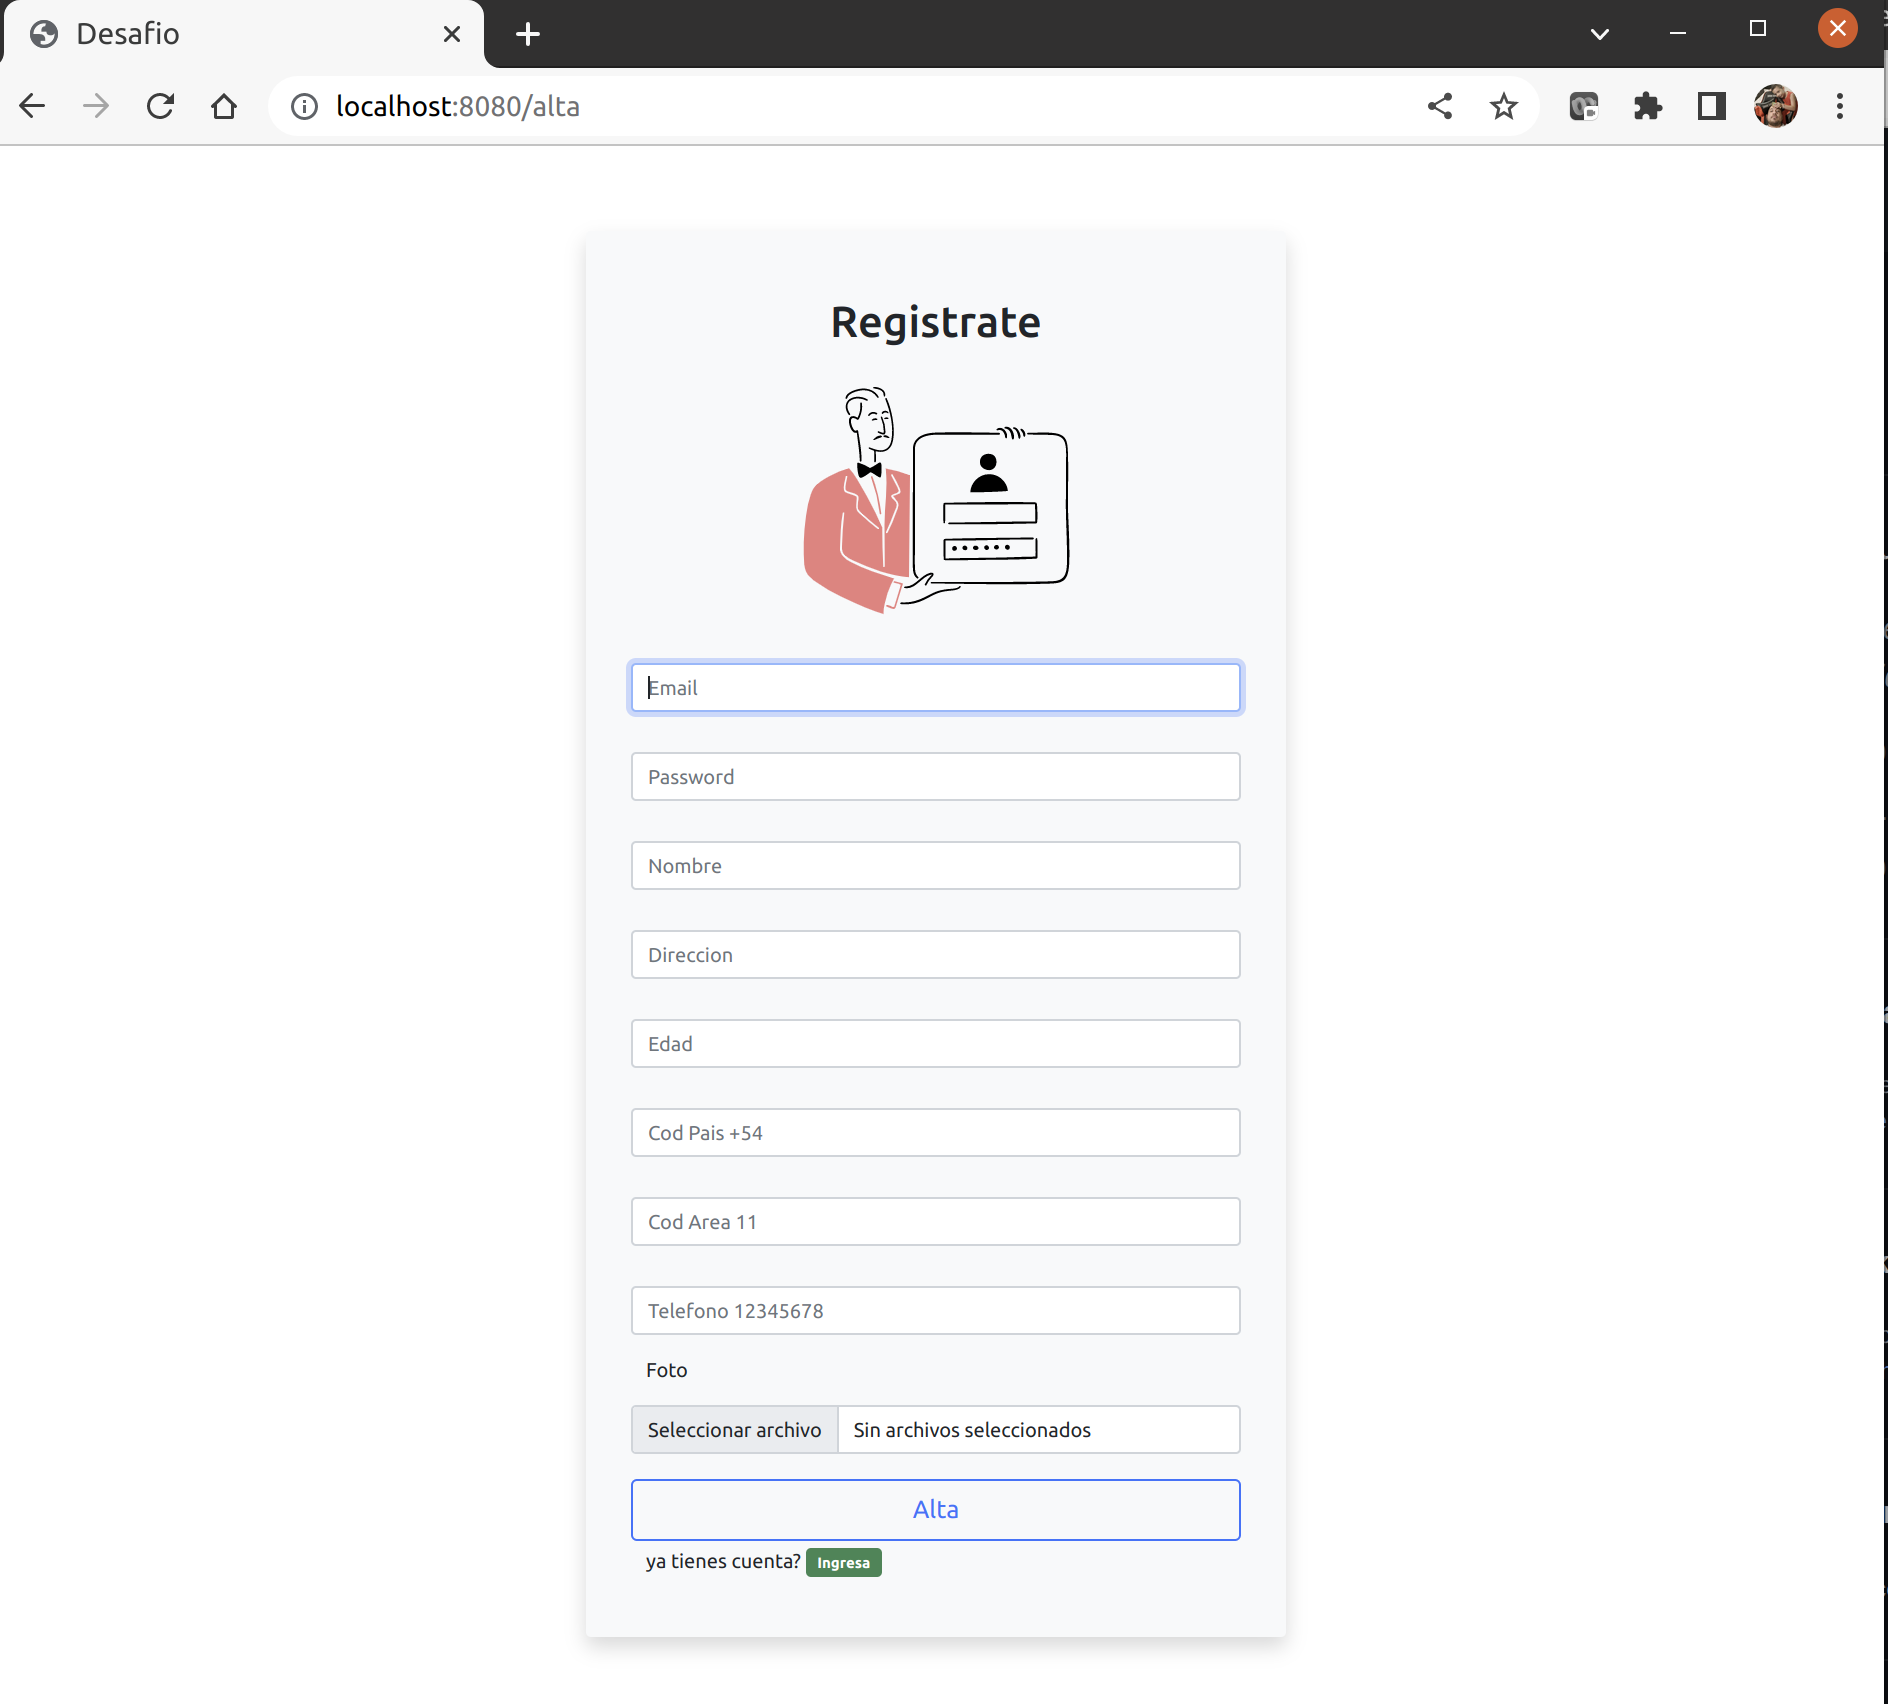 Desafio
localhost:8080/alta
Registrate
Email
Password
Nombre
Direccion
Edad
Cod Pais +54
Cod Area 11
Telefono 12345678
Foto
Seleccionar archivo Sin archivos seleccionados
Alta
ya tienes cuenta? Ingresa